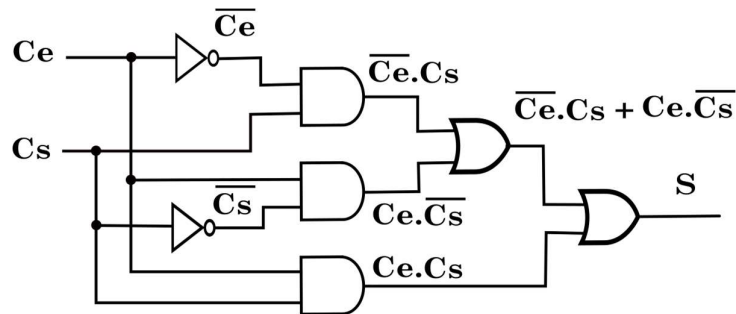 C̅e̅
Ce
C̅e̅.Cs
C̅e̅.Cs + Ce.C̅s̅
Cs
C̅s̅
Ce.C̅s̅
S
Ce.Cs